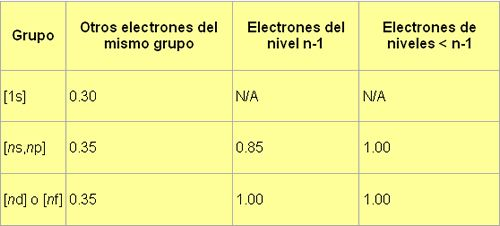 Grupo Otros electrones del mismo grupo Electrones del nivel n-1 Electrones de niveles < n-1
[1s] 0.30 N/A N/A
[ns,np] 0.35 0.85 1.00
[nd] o [nf] 0.35 1.00 1.00